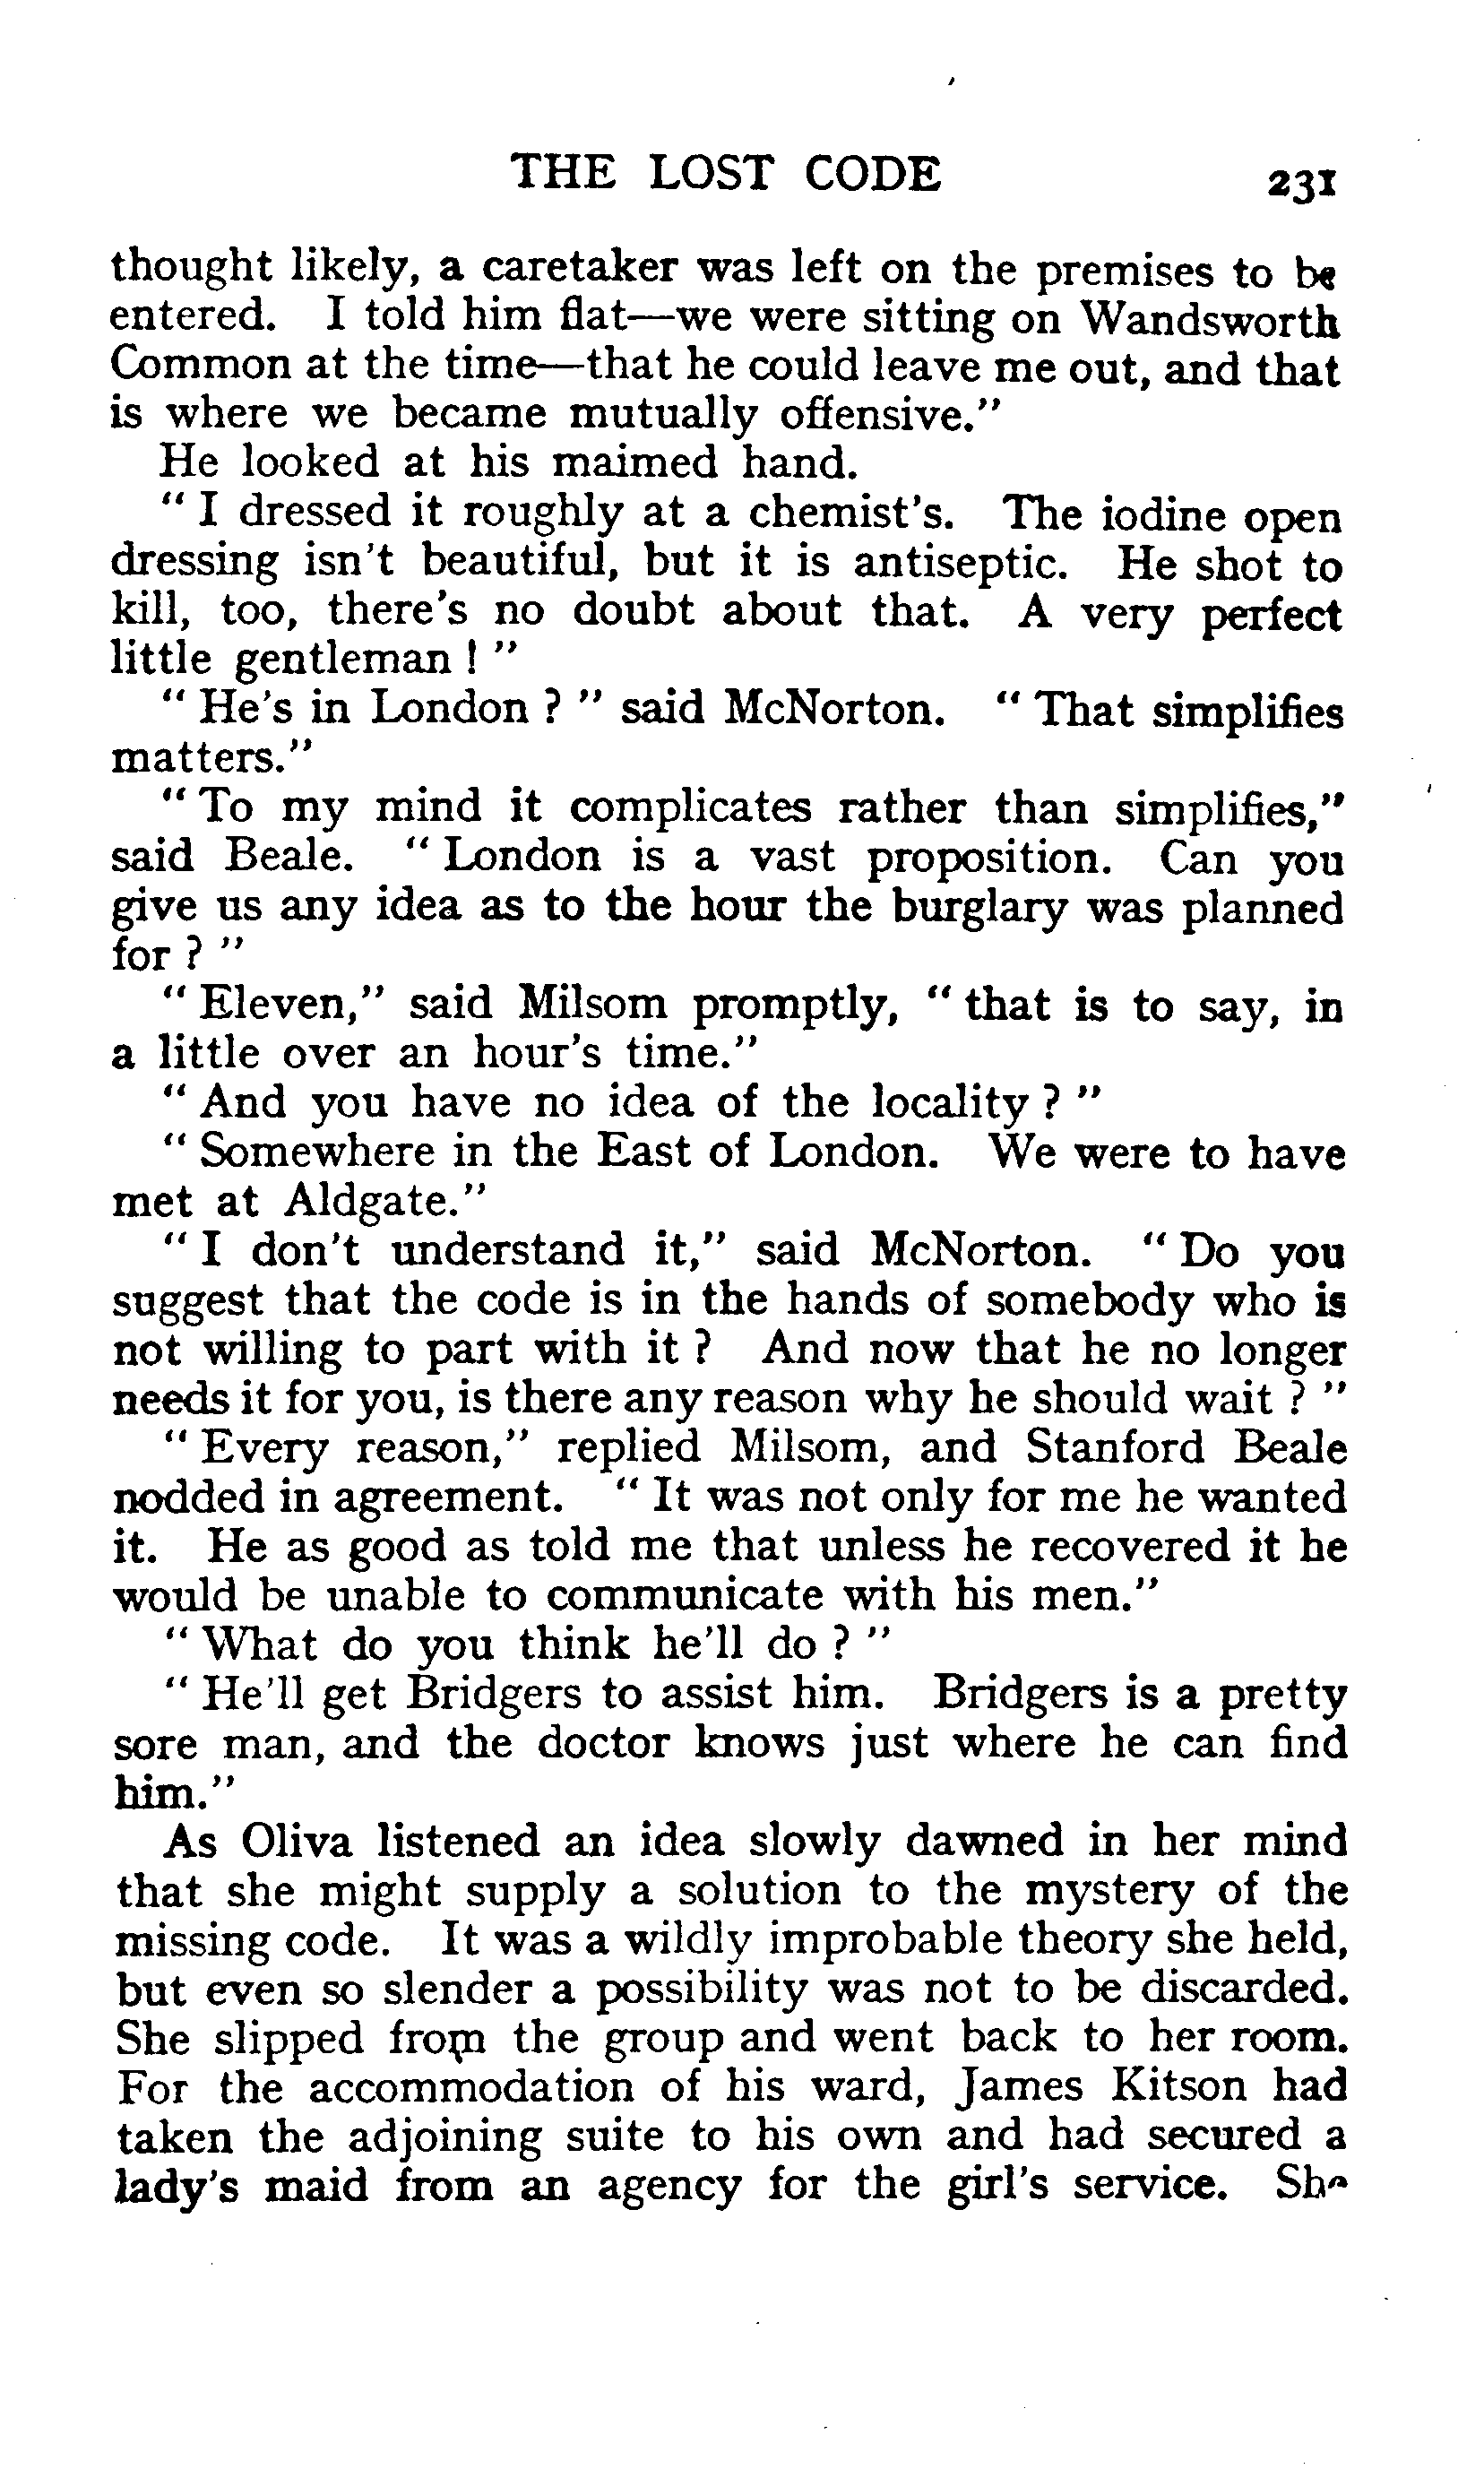 THE LOST CODE 231
thought likely, a caretaker was left on the premises to be
entered. I told him flat—we were sitting on Wandsworth
Common at the time—that he could leave me out, and that
is where we became mutually offensive."
He looked at his maimed hand.
"I dressed it roughly at a chemist's. The iodine open
dressing isn't beautiful, but it is antiseptic. He shot to
kill, too, there's no doubt about that. A very perfect
little gentleman ! "
" He's in London ? " said McNorton. " That simplifies
matters."
" To my mind it complicates rather than simplifies,"
said Beale. " London is a vast proposition. Can you
give us any idea as to the hour the burglary was planned
for ? "
" Eleven," said Milsom promptly, " that is to say, in
a little over an hour's time."
" And you have no idea of the locality ? "
" Somewhere in the East of London. We were to have
met at Aldgate."
" I don't understand it," said McNorton. " Do you
suggest that the code is in the hands of somebody who is
not willing to part with it ? And now that he no longer
needs it for you, is there any reason why he should wait ? "
" Every reason," replied Milsom, and Stanford Beale
nodded in agreement. " It was not only for me he wanted
it. He as good as told me that unless he recovered it he
would be unable to communicate with his men."
" What do you think he'll do ? "
" He'll get Bridgers to assist him. Bridgers is a pretty
sore man, and the doctor knows just where he can find
him."
As Oliva listened an idea slowly dawned in her mind
that she might supply a solution to the mystery of the
missing code. It was a wildly improbable theory she held,
but even so slender a possibility was not to be discarded.
She slipped from the group and went back to her room.
For the accommodation of his ward, James Kitson had
taken the adjoining suite to his own and had secured a
lady's maid from an agency for the girl's service. She